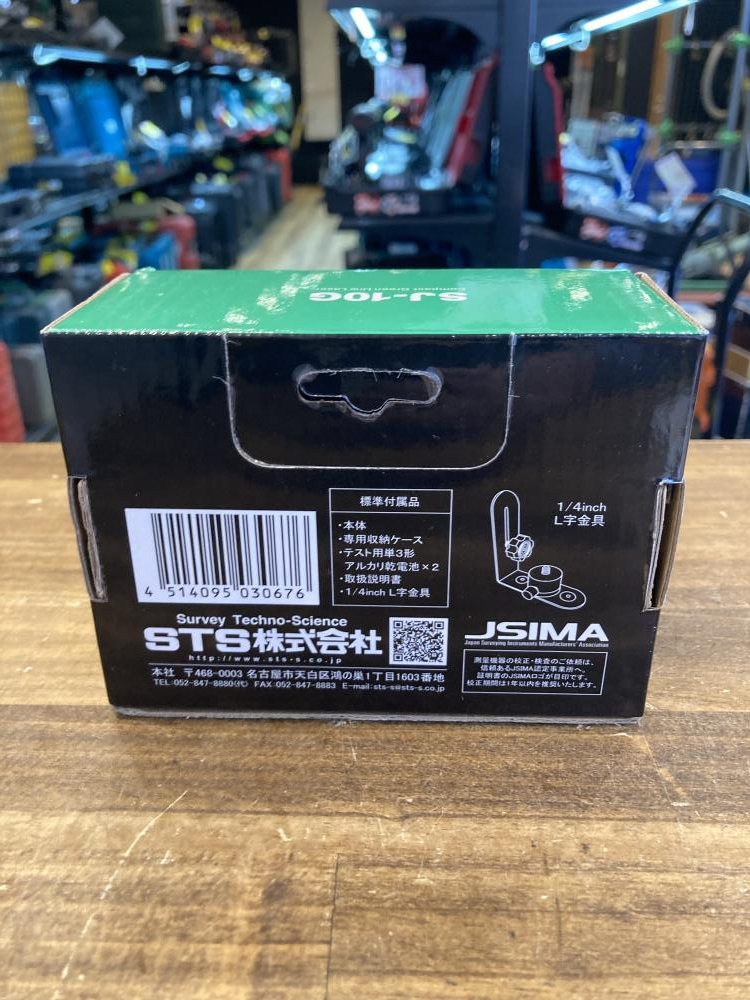 SJ-10G
Compact Green Line Laser
標準付属品
・本体
・専用収納ケース
・テスト用単3形
アルカリ乾電池×2
・取扱説明書
・1/4inch L字金具
1/4inch
L字金具
4 514095 030676
Survey Techno-Science
STS株式会社
http://www.sts-s.co.jp
本社 〒468-0003 名古屋市天白区鴻の巣1丁目1603番地
TEL:052-847-8880(代) FAX:052-847-8883 E-mail:sts-s@sts-s.co.jp
JSIMA
Japan Surveying Instruments Manufacturers' Association
測量機器の校正・検査のご依頼は、
信頼あるJSIMA認定事業所へ。
証明書のJSIMAロゴが目印です。
校正期間は1年以内を推奨いたします。